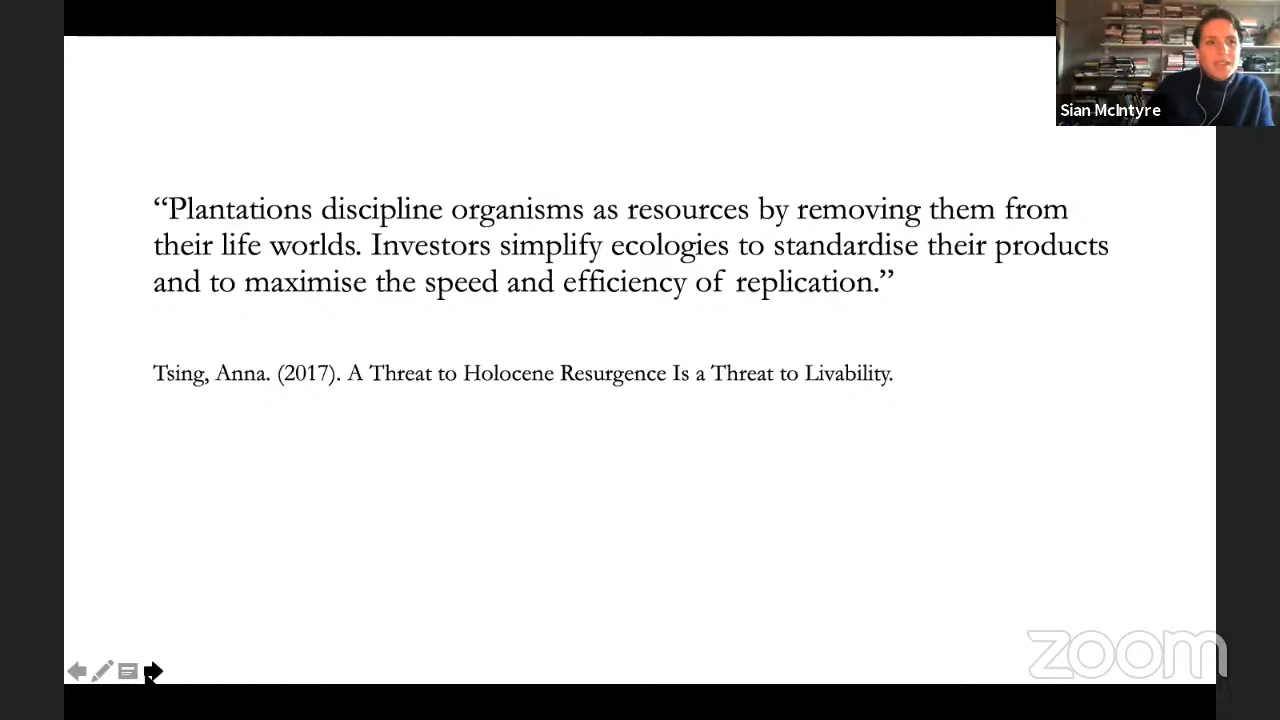 Sian McIntyre
“Plantations discipline organisms as resources by removing them from
their life worlds. Investors simplify ecologies to standardise their products
and to maximise the speed and efficiency of replication.”
Tsing, Anna. (2017). A Threat to Holocene Resurgence Is a Threat to Livability.
zoom